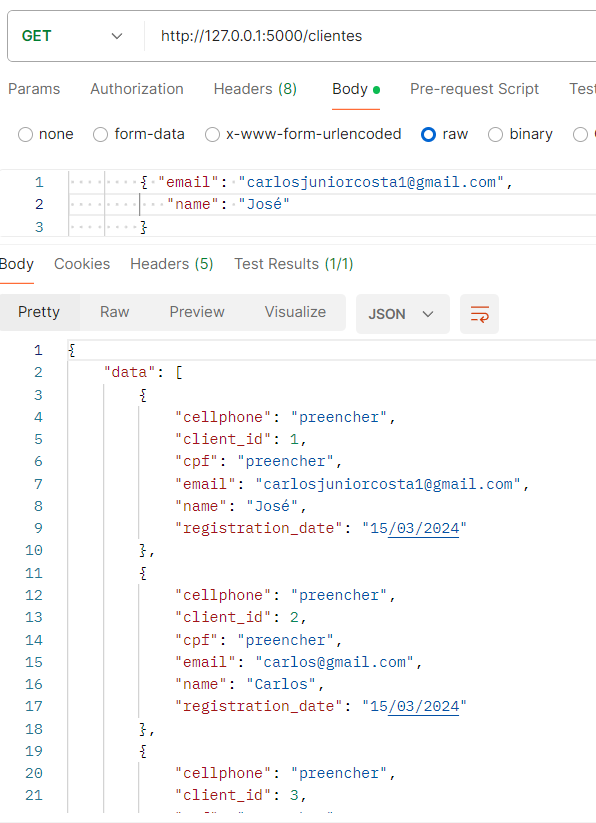 GET http://127.0.0.1:5000/clientes
Params Authorization Headers (8) Body Pre-request Script Test
none form-data x-www-form-urlencoded raw binary
1 { "email": "carlosjuniorcosta1@gmail.com",
2 "name": "José"
3 }
Body Cookies Headers (5) Test Results (1/1)
Pretty Raw Preview Visualize JSON
1 {
2 "data": [
3 {
4 "cellphone": "preencher",
5 "client_id": 1,
6 "cpf": "preencher",
7 "email": "carlosjuniorcosta1@gmail.com",
8 "name": "José",
9 "registration_date": "15/03/2024"
10 },
11 {
12 "cellphone": "preencher",
13 "client_id": 2,
14 "cpf": "preencher",
15 "email": "carlos@gmail.com",
16 "name": "Carlos",
17 "registration_date": "15/03/2024"
18 },
19 {
20 "cellphone": "preencher",
21 "client_id": 3,